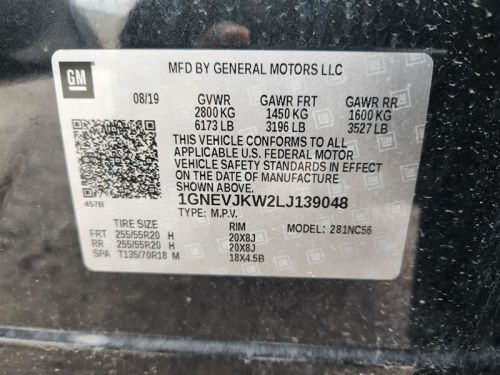 GM
MFD BY GENERAL MOTORS LLC
08/19 GVWR GAWR FRT GAWR RR
2800 KG 1450 KG 1600 KG
6173 LB 3196 LB 3527 LB
THIS VEHICLE CONFORMS TO ALL
APPLICABLE U.S. FEDERAL MOTOR
VEHICLE SAFETY STANDARDS IN EFFECT
ON THE DATE OF MANUFACTURE
SHOWN ABOVE.
457B
1GNEVJKW2LJ139048
TYPE: M.P.V. MODEL: 281NC56
TIRE SIZE RIM
FRT 255/55R20 H 20X8J
RR 255/55R20 H 20X8J
SPA T135/70R18 M 18X4.5B